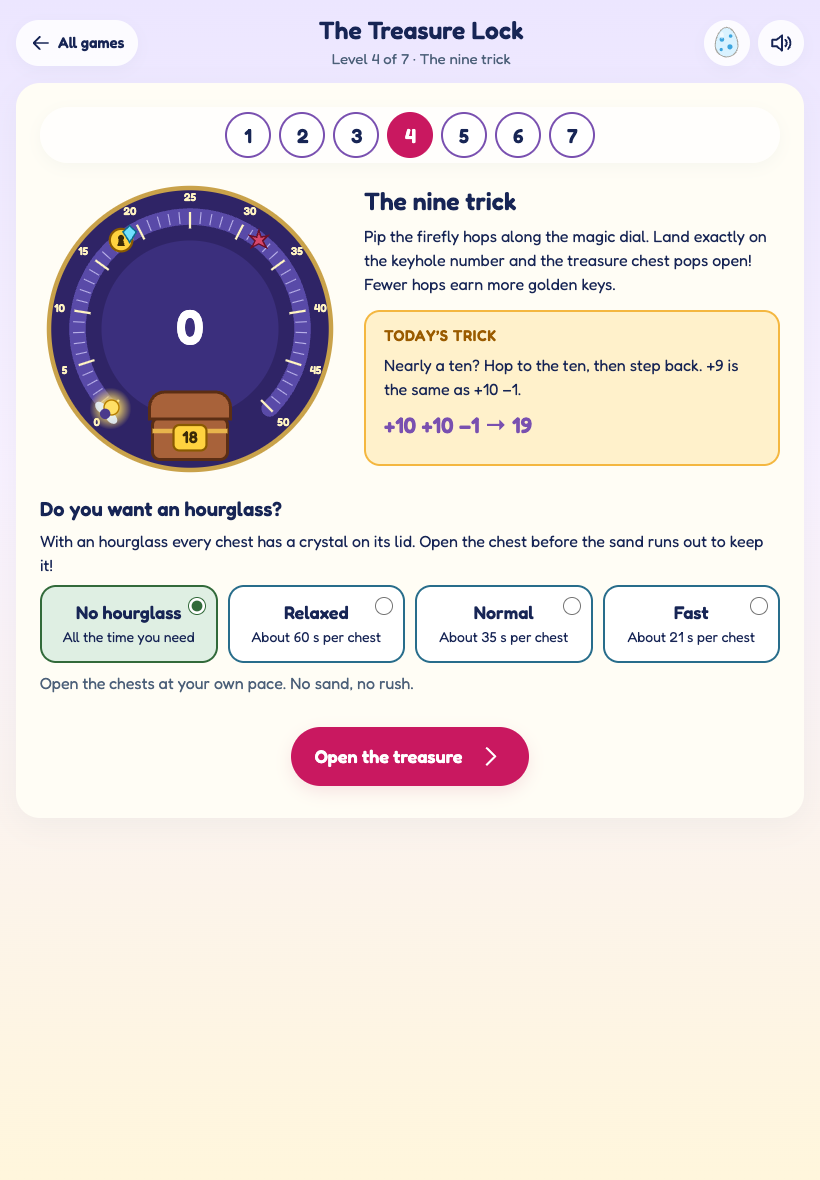 All games
The Treasure Lock
Level 4 of 7 · The nine trick
1 2 3 4 5 6 7
0
5
10
15
20
25
30
35
40
45
50
0
18
The nine trick
Pip the firefly hops along the magic dial. Land exactly on
the keyhole number and the treasure chest pops open!
Fewer hops earn more golden keys.
TODAY'S TRICK
Nearly a ten? Hop to the ten, then step back. +9 is
the same as +10 −1.
+10 +10 −1 → 19
Do you want an hourglass?
With an hourglass every chest has a crystal on its lid. Open the chest before the sand runs out to keep
it!
No hourglass
All the time you need
Relaxed
About 60 s per chest
Normal
About 35 s per chest
Fast
About 21 s per chest
Open the chests at your own pace. No sand, no rush.
Open the treasure